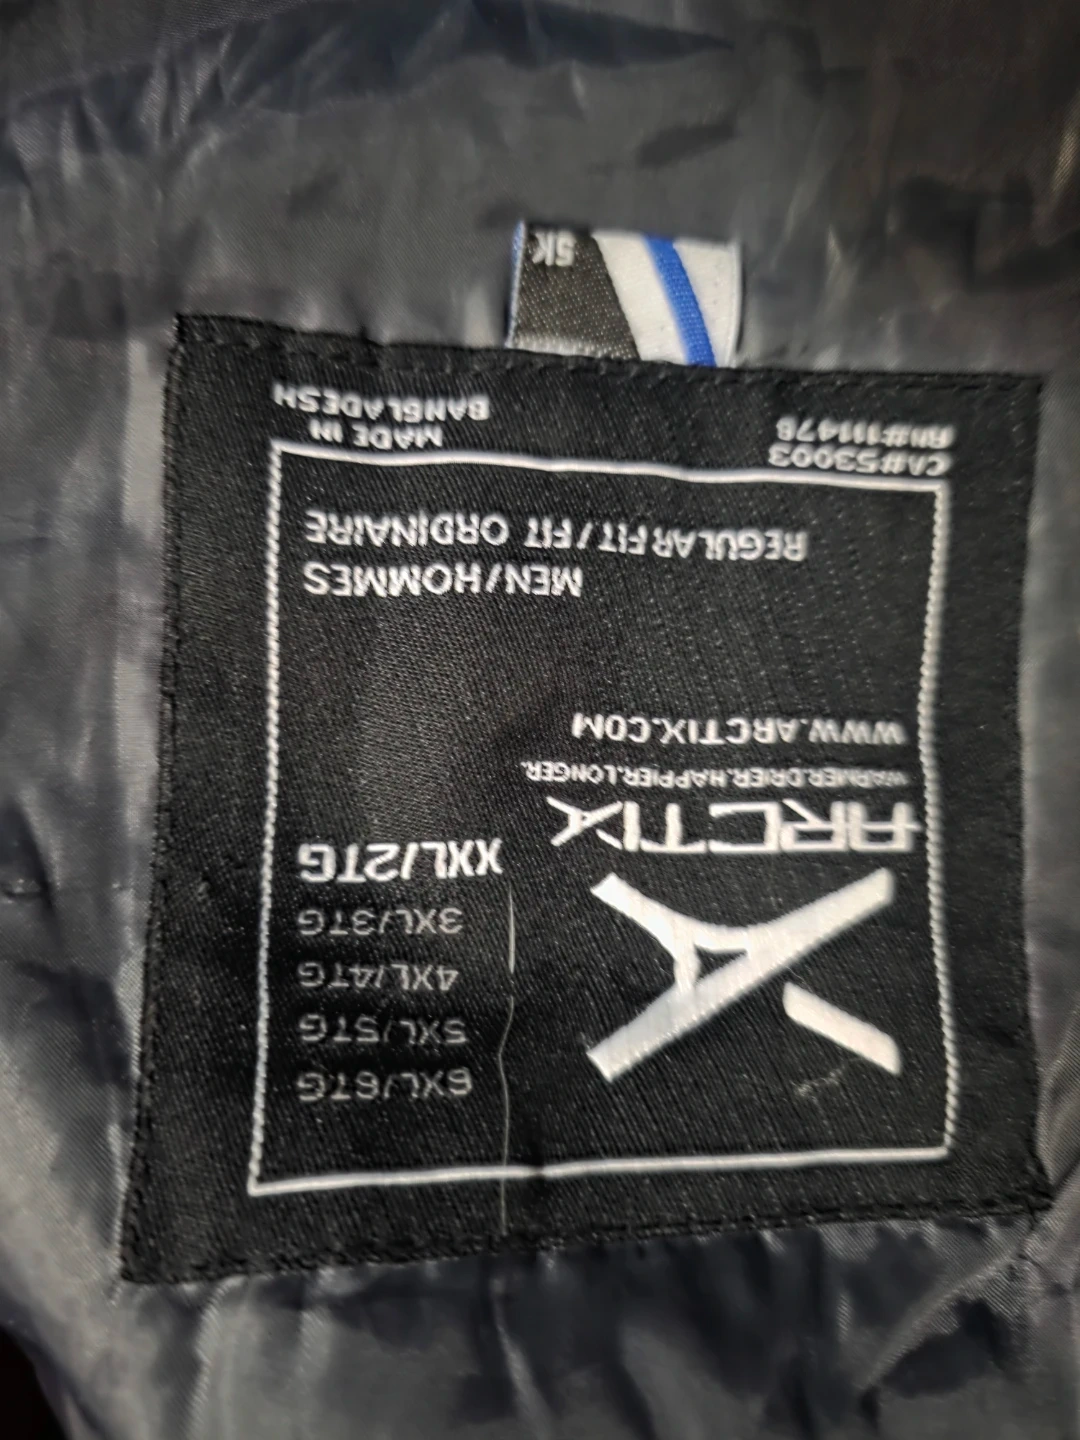 6XL/6TG
5XL/5TG
4XL/4TG
3XL/3TG
XXL/2TG
ARCTIX
WARMER.DRIER.HAPPIER.LONGER.
WWW.ARCTIX.COM
MEN/HOMMES
REGULAR FIT / FIT ORDINAIRE
CA#53003
RN#111478
MADE IN
BANGLADESH
5K